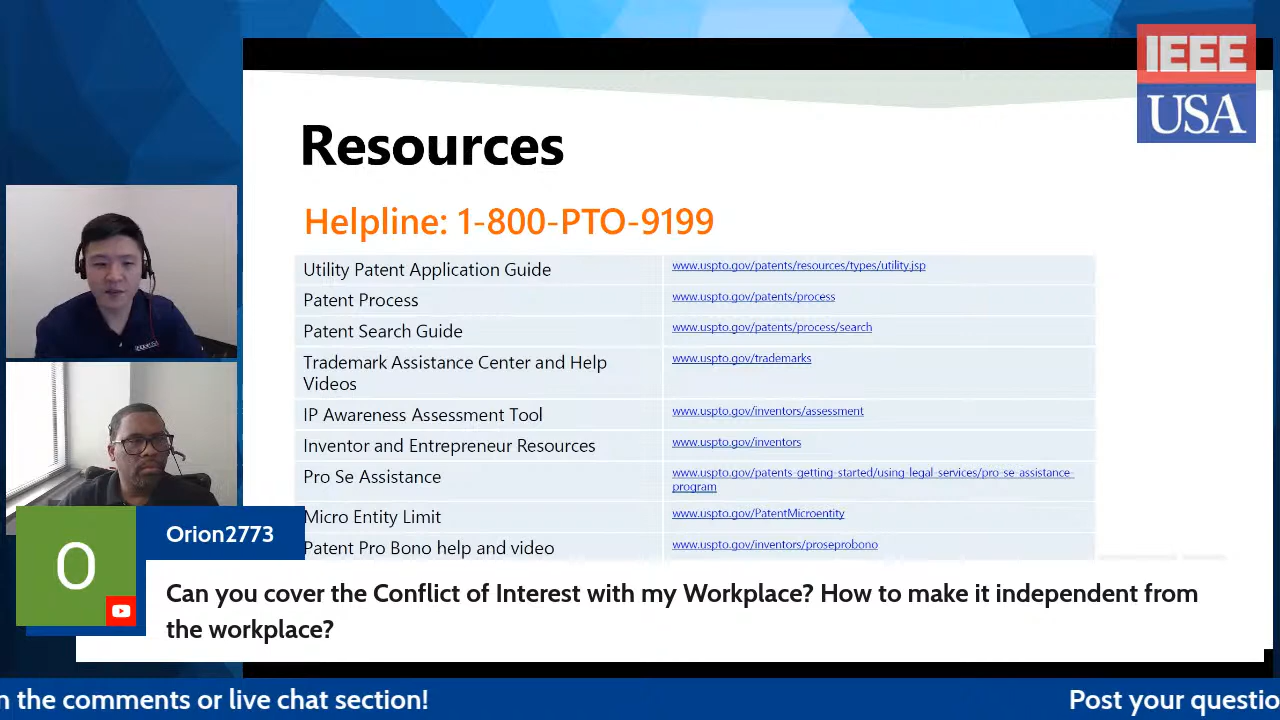 IEEE
USA
Resources
Helpline: 1-800-PTO-9199
Utility Patent Application Guide
www.uspto.gov/patents/resources/types/utility.jsp
Patent Process
www.uspto.gov/patents/process
Patent Search Guide
www.uspto.gov/patents/process/search
Trademark Assistance Center and Help
Videos
www.uspto.gov/trademarks
IP Awareness Assessment Tool
www.uspto.gov/inventors/assessment
Inventor and Entrepreneur Resources
www.uspto.gov/inventors
Pro Se Assistance
www.uspto.gov/patents-getting-started/using-legal-services/pro-se-assistance-
program
Micro Entity Limit
www.uspto.gov/PatentMicroentity
Patent Pro Bono help and video
www.uspto.gov/inventors/proseprobono
O
Orion2773
Can you cover the Conflict of Interest with my Workplace? How to make it independent from
the workplace?
n the comments or live chat section!
Post your questio